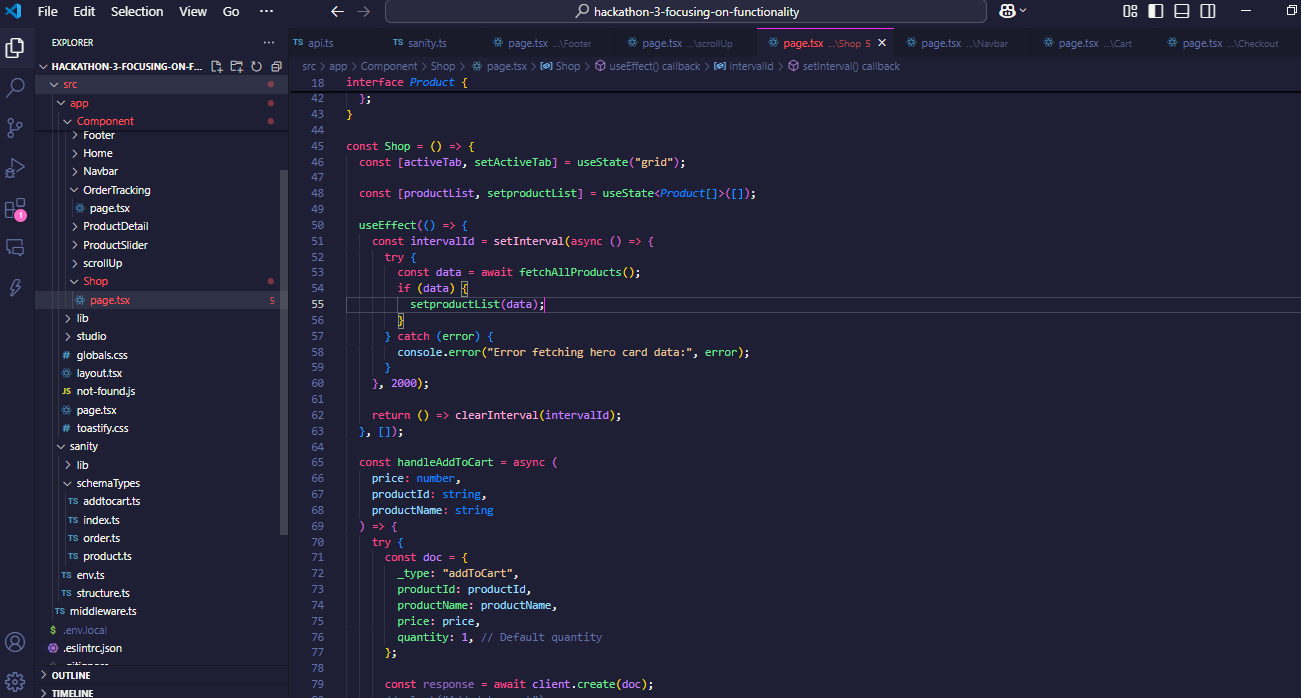 File Edit Selection View Go ···
hackathon-3-focusing-on-functionality
EXPLORER ···
HACKATHON-3-FOCUSING-ON-F...
src
app
Component
Footer
Home
Navbar
OrderTracking
page.tsx
ProductDetail
ProductSlider
scrollUp
Shop
page.tsx 5
lib
studio
# globals.css
layout.tsx
JS not-found.js
page.tsx
# toastify.css
sanity
lib
schemaTypes
TS addtocart.ts
TS index.ts
TS order.ts
TS product.ts
TS env.ts
TS structure.ts
TS middleware.ts
$ .env.local
.eslintrc.json
OUTLINE
TIMELINE
1
TS api.ts
TS sanity.ts
page.tsx ...\Footer
page.tsx ...\scrollUp
page.tsx ...\Shop 5
page.tsx ...\Navbar
page.tsx ...\Cart
page.tsx ...\Checkout
src > app > Component > Shop > page.tsx > Shop > useEffect() callback > intervalId > setInterval() callback
18 interface Product {
42 };
43 }
44
45 const Shop = () => {
46 const [activeTab, setActiveTab] = useState("grid");
47
48 const [productList, setproductList] = useState<Product[]>([]);
49
50 useEffect(() => {
51 const intervalId = setInterval(async () => {
52 try {
53 const data = await fetchAllProducts();
54 if (data) {
55 setproductList(data);
56 }
57 } catch (error) {
58 console.error("Error fetching hero card data:", error);
59 }
60 }, 2000);
61
62 return () => clearInterval(intervalId);
63 }, []);
64
65 const handleAddToCart = async (
66 price: number,
67 productId: string,
68 productName: string
69 ) => {
70 try {
71 const doc = {
72 _type: "addToCart",
73 productId: productId,
74 productName: productName,
75 price: price,
76 quantity: 1, // Default quantity
77 };
78
79 const response = await client.create(doc);